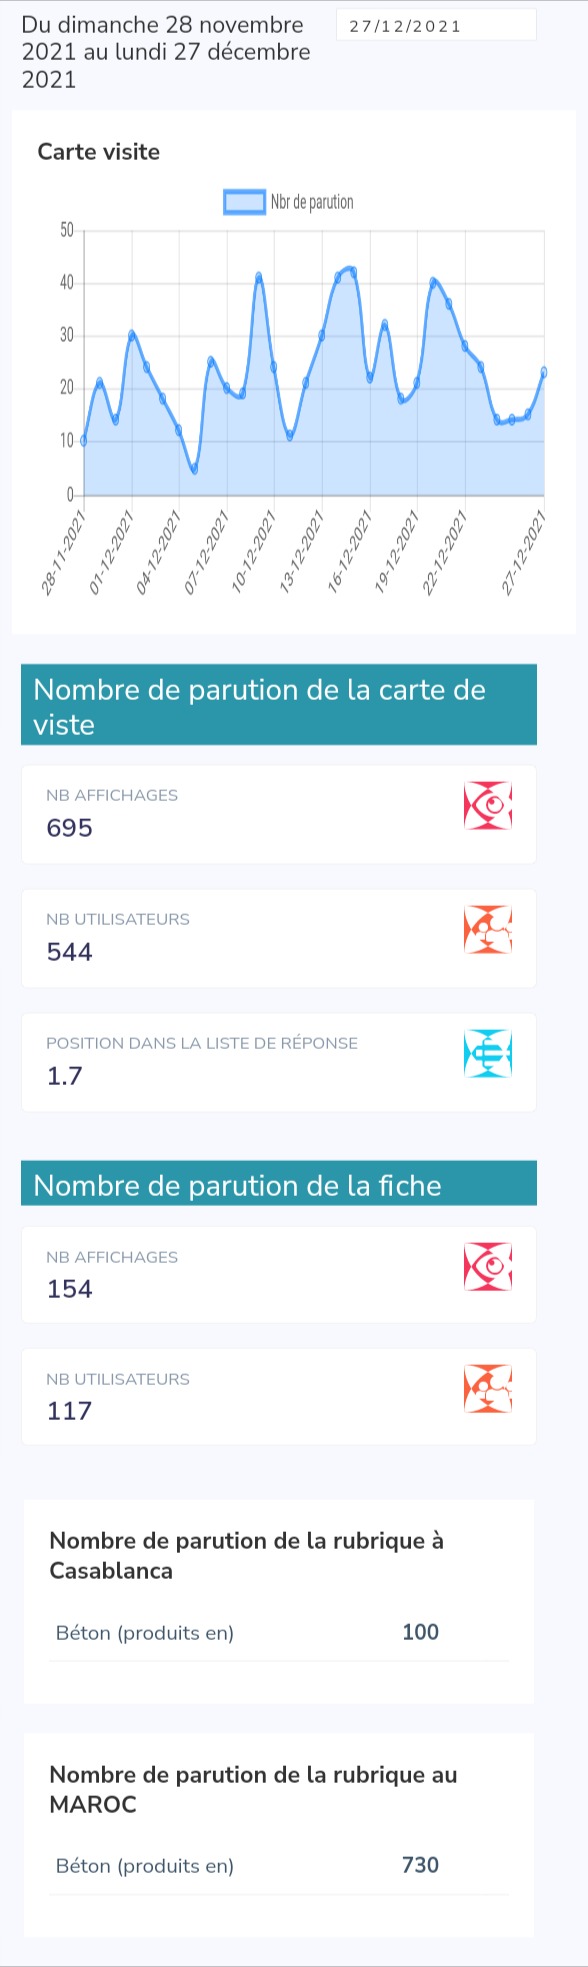 Du dimanche 28 novembre
2021 au lundi 27 décembre
2021
27/12/2021
Carte visite
Nbr de parution
50
40
30
20
10
0
28-11-2021
01-12-2021
04-12-2021
07-12-2021
10-12-2021
13-12-2021
16-12-2021
19-12-2021
22-12-2021
27-12-2021
Nombre de parution de la carte de
viste
NB AFFICHAGES
695
NB UTILISATEURS
544
POSITION DANS LA LISTE DE RÉPONSE
1.7
Nombre de parution de la fiche
NB AFFICHAGES
154
NB UTILISATEURS
117
Nombre de parution de la rubrique à
Casablanca
Béton (produits en) 100
Nombre de parution de la rubrique au
MAROC
Béton (produits en) 730